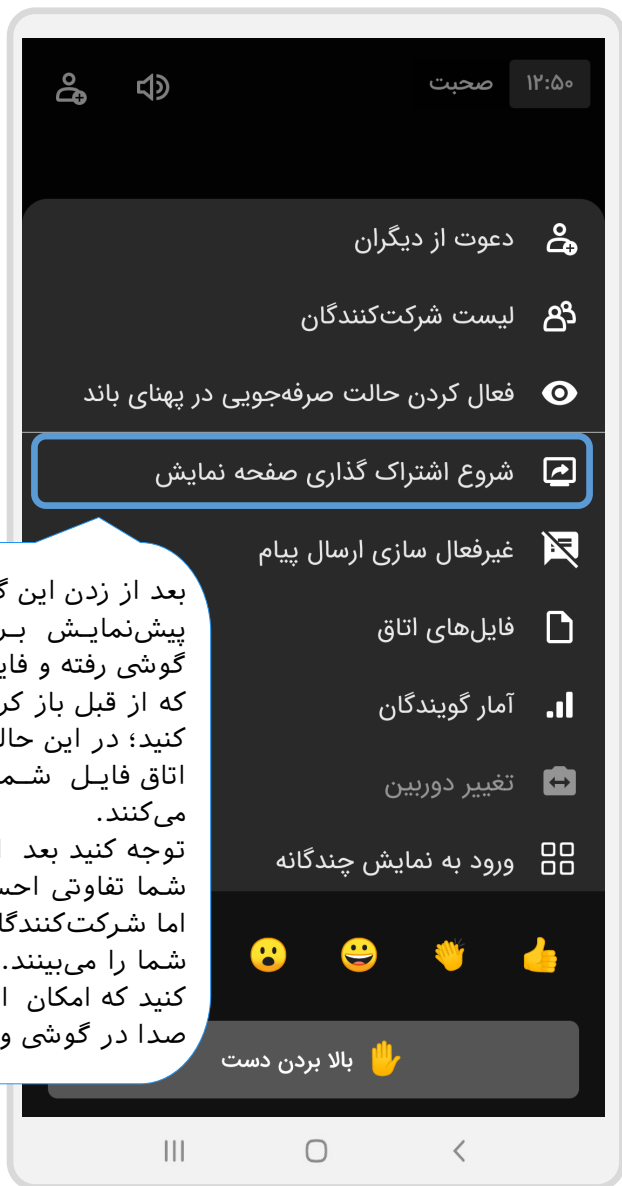 ۱۲:۵۰ صحبت
دعوت از دیگران
لیست شرکت‌کنندگان
فعال کردن حالت صرفه‌جویی در پهنای باند
شروع اشتراک گذاری صفحه نمایش
غیرفعال سازی ارسال پیام
فایل‌های اتاق
آمار گویندگان
تغییر دوربین
ورود به نمایش چندگانه
بالا بردن دست
بعد از زدن این
پیش‌نمایش
گوشی رفته و
که از قبل باز
کنید؛ در این
اتاق فایل
می‌کنند.
توجه کنید بعد
شما تفاوتی
اما
شما را می‌بینند.
کنید که امکان
صدا در گوشی و